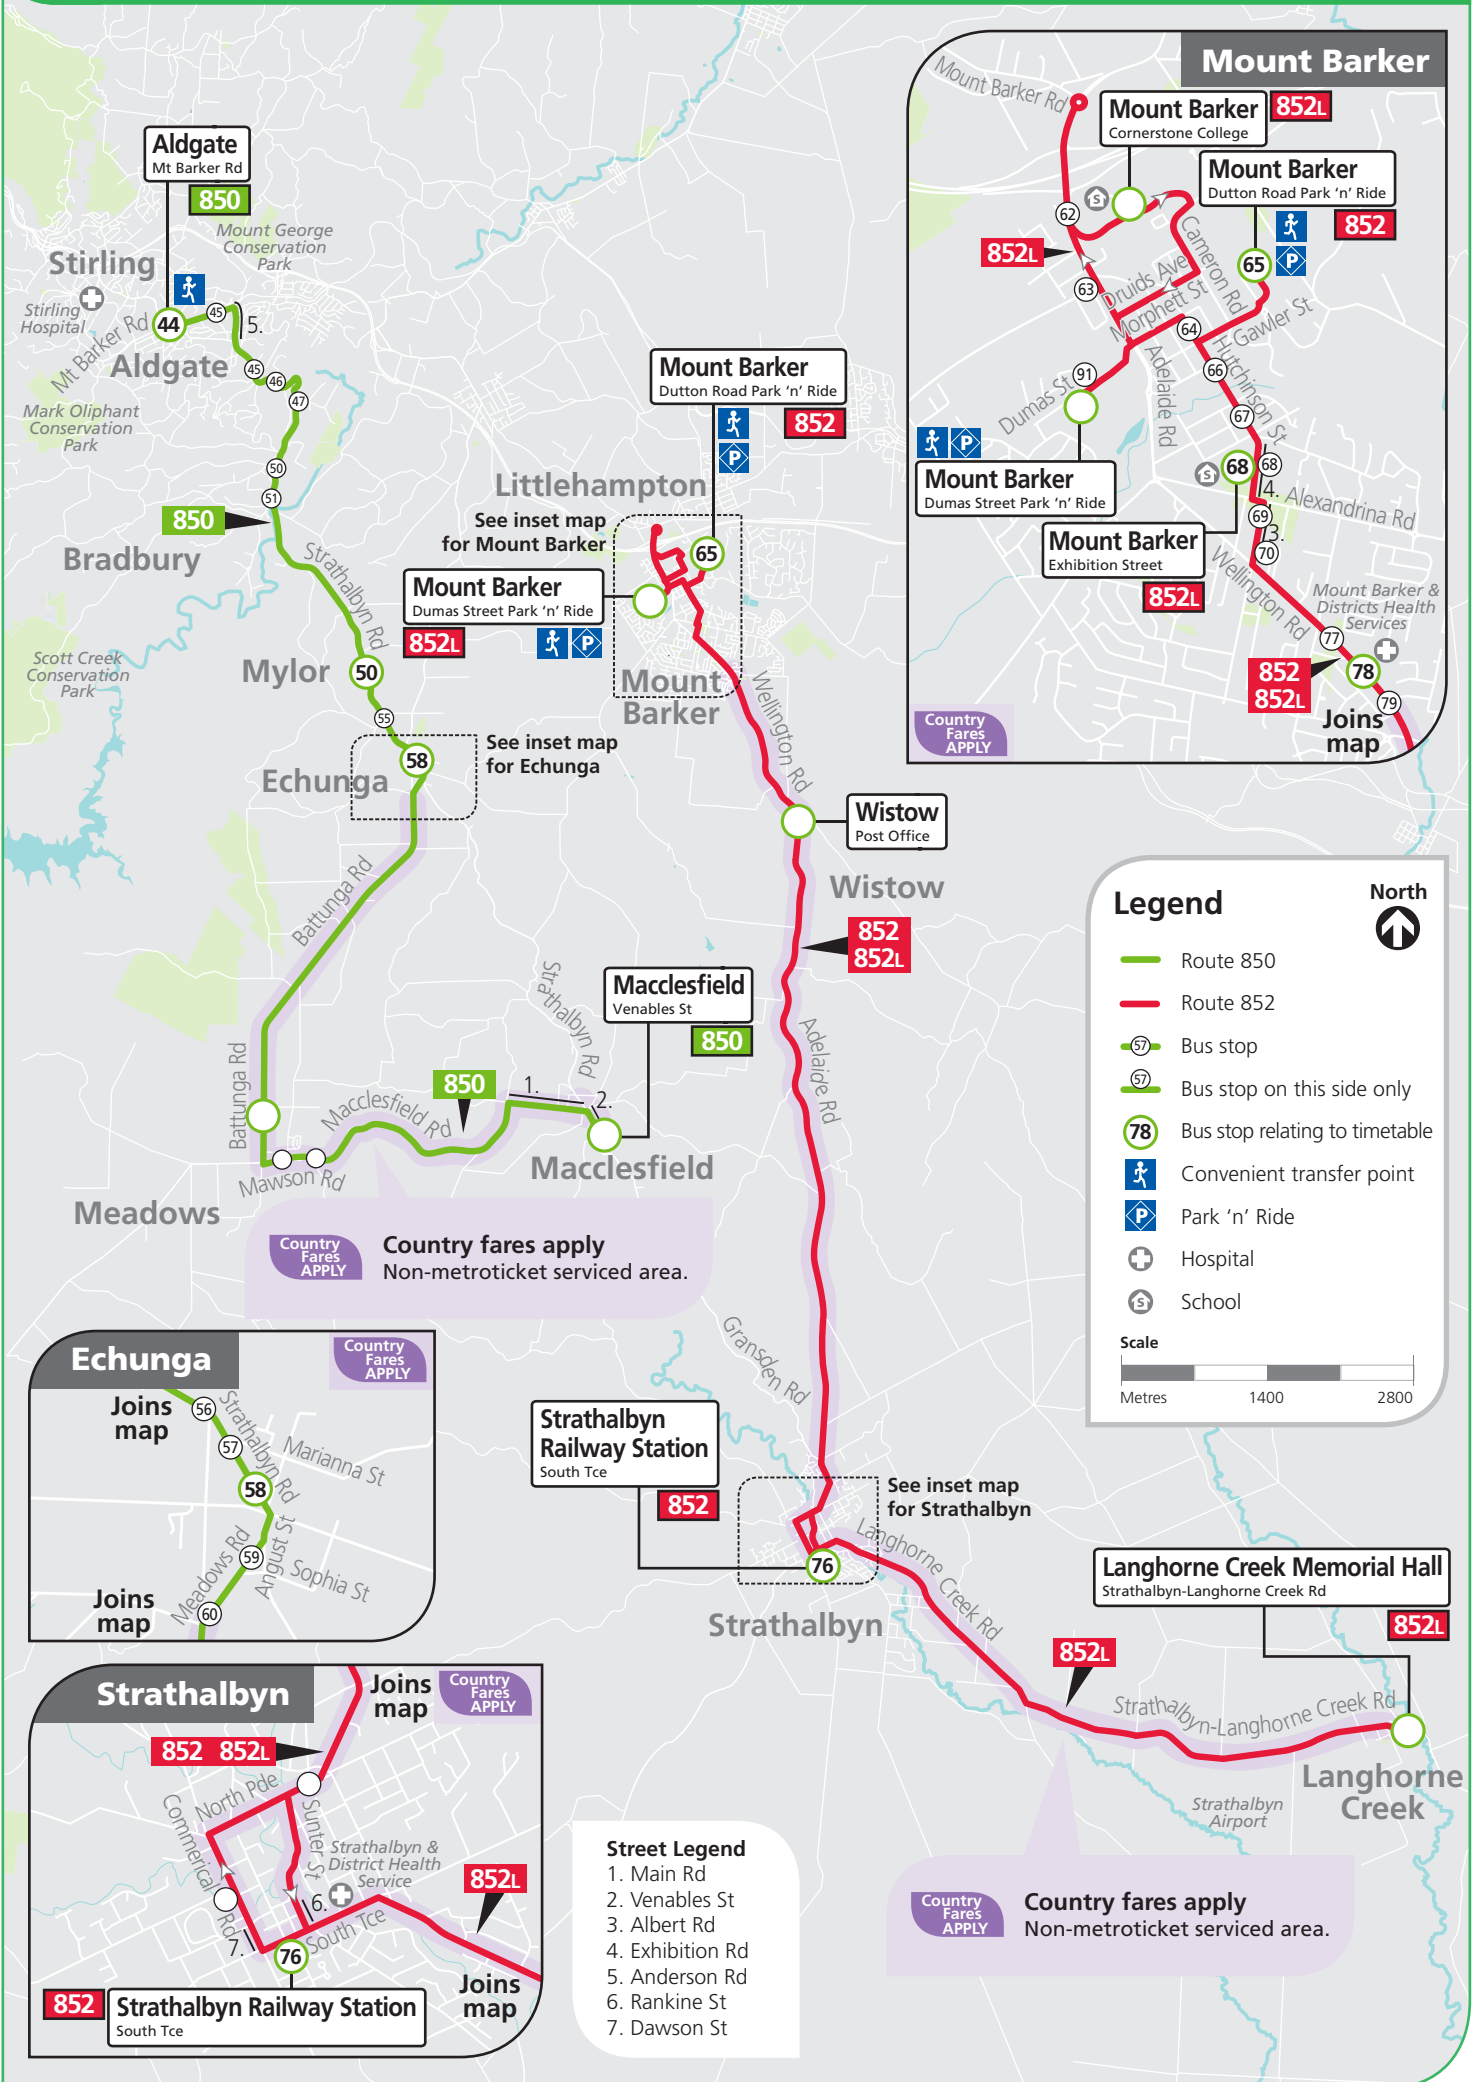 Mount Barker
Mount Barker Rd
Mount Barker
Cornerstone College
852L
Mount Barker
Dutton Road Park ‘n’ Ride
852
P
65
62
S
852L
63
Druids Ave
Cameron Rd
Morphett St
64
Gawler St
Hutchinson St
Adelaide Rd
66
67
91
Dumas St
P
Mount Barker
Dumas Street Park ‘n’ Ride
S
68
68
4.
Alexandrina Rd
69
3.
70
Mount Barker
Exhibition Street
852L
Wellington Rd
Mount Barker &
Districts Health
Services
77
852
852L
78
79
Joins
map
Country
Fares
APPLY
Aldgate
Mt Barker Rd
850
Mount George
Conservation
Park
Stirling
Stirling
Hospital
Mt Barker Rd
44
45
5.
Aldgate
45
46
47
Mark Oliphant
Conservation
Park
50
51
850
Bradbury
Strathalbyn Rd
Scott Creek
Conservation
Park
Mylor
50
55
58
Echunga
See inset map
for Echunga
Mount Barker
Dutton Road Park ‘n’ Ride
852
P
Littlehampton
See inset map
for Mount Barker
65
Mount Barker
Dumas Street Park ‘n’ Ride
852L
P
Mount
Barker
Wellington Rd
Wistow
Post Office
Wistow
852
852L
Adelaide Rd
Battunga Rd
Battunga Rd
Strathalbyn Rd
Macclesfield
Venables St
850
850
1.
2.
Macclesfield Rd
Macclesfield
Mawson Rd
Meadows
Country
Fares
APPLY
Country fares apply
Non-metroticket serviced area.
Legend
North
Route 850
Route 852
57
Bus stop
57
Bus stop on this side only
78
Bus stop relating to timetable
Convenient transfer point
P
Park ‘n’ Ride
Hospital
S
School
Scale
Metres
1400
2800
Echunga
Country
Fares
APPLY
Joins
map
56
57
Strathalbyn Rd
Marianna St
58
Meadows Rd
August St
59
Sophia St
60
Joins
map
Gransden Rd
Strathalbyn
Railway Station
South Tce
852
See inset map
for Strathalbyn
76
Langhorne Creek Rd
Strathalbyn
852L
Langhorne Creek Memorial Hall
Strathalbyn-Langhorne Creek Rd
852L
Strathalbyn-Langhorne Creek Rd
Langhorne
Creek
Strathalbyn
Airport
Country
Fares
APPLY
Country fares apply
Non-metroticket serviced area.
Strathalbyn
Joins
map
Country
Fares
APPLY
852 852L
North Pde
Commerical Rd
Sunter St
Strathalbyn &
District Health
Service
852L
6.
South Tce
7.
76
Joins
map
852
Strathalbyn Railway Station
South Tce
Street Legend
1. Main Rd
2. Venables St
3. Albert Rd
4. Exhibition Rd
5. Anderson Rd
6. Rankine St
7. Dawson St